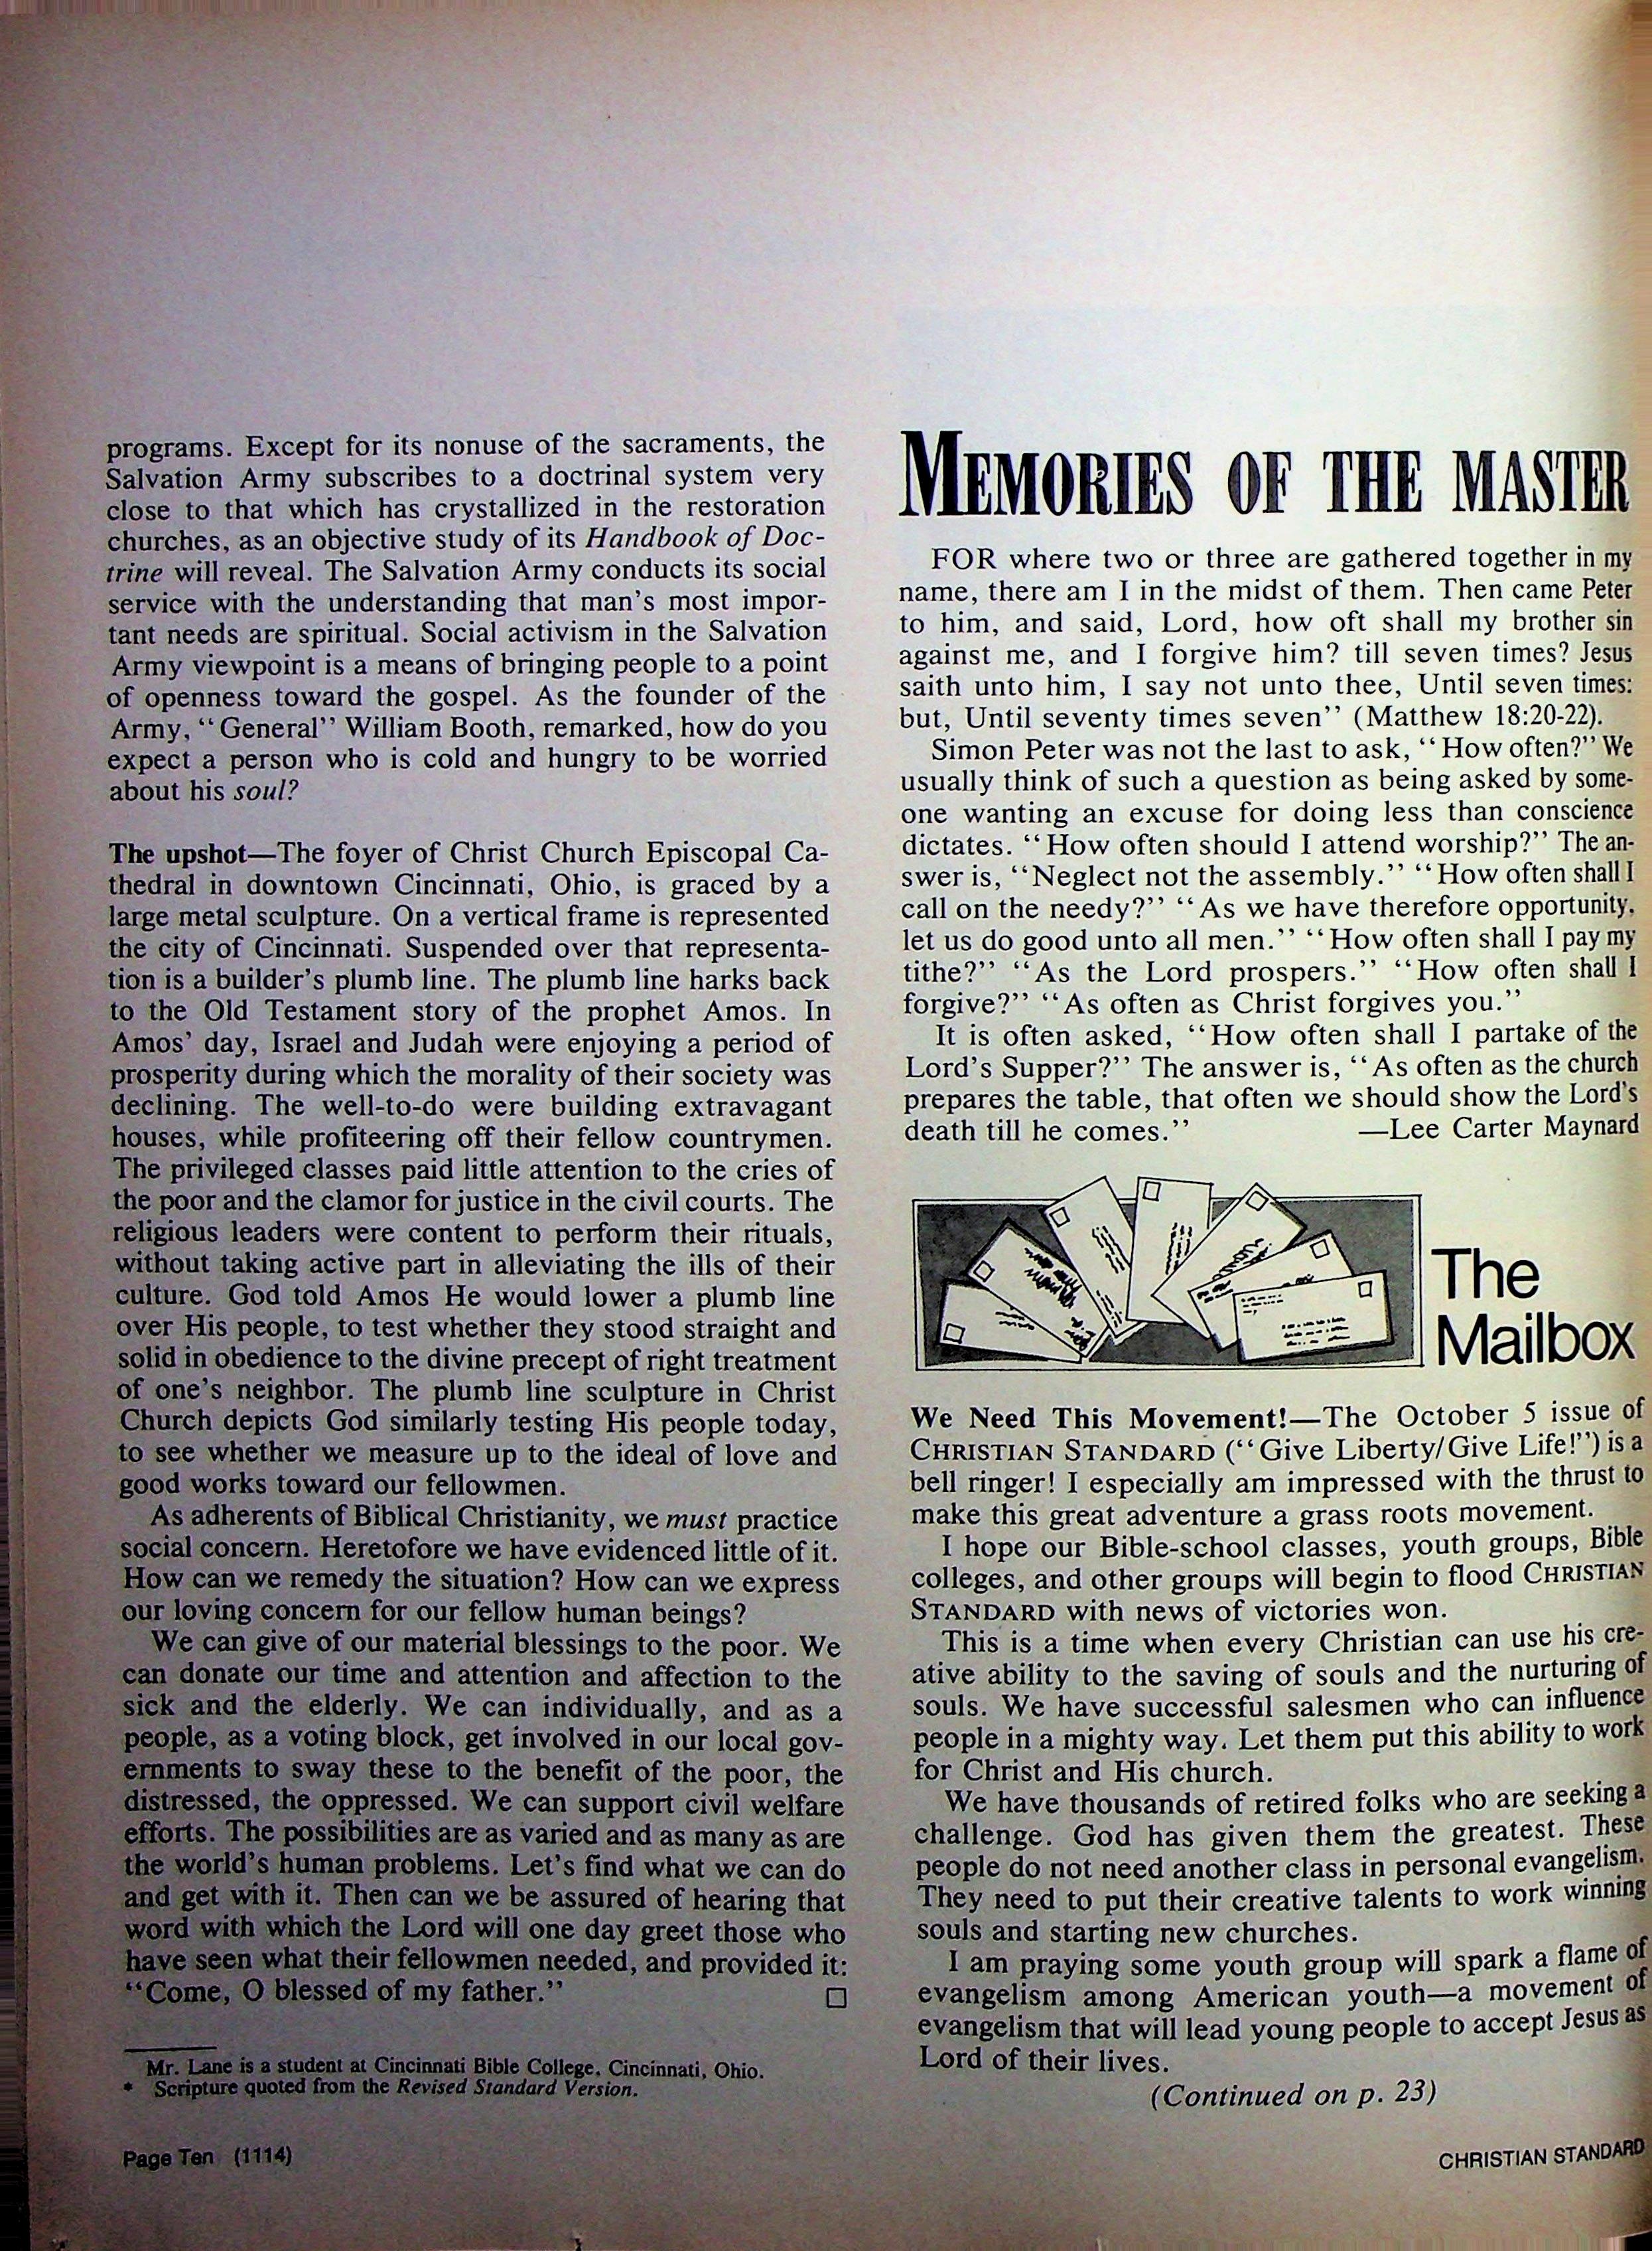 programs. Except for its nonuse of the sacraments, the
Salvation Army subscribes to a doctrinal system very
close to that which has crystallized in the restoration
churches, as an objective study of its Handbook of Doc-
trine will reveal. The Salvation Army conducts its social
service with the understanding that man's most impor-
tant needs are spiritual. Social activism in the Salvation
Army viewpoint is a means of bringing people to a point
of openness toward the gospel. As the founder of the
Army, ‘‘General’’ William Booth, remarked, how do you
expect a person who is cold and hungry to be worried
about his soul?
The upshot—The foyer of Christ Church Episcopal Ca-
thedral in downtown Cincinnati, Ohio, is graced by a
large metal sculpture. On a vertical frame is represented
the city of Cincinnati. Suspended over that representa-
tion is a builder's plumb line. The plumb line harks back
to the Old Testament story of the prophet Amos. In
Amos' day, Israel and Judah were enjoying a period of
prosperity during which the morality of their society was
declining. The well-to-do were building extravagant
houses, while profiteering off their fellow countrymen.
The privileged classes paid little attention to the cries of
the poor and the clamor for justice in the civil courts. The
religious leaders were content to perform their rituals,
without taking active part in alleviating the ills of their
culture. God told Amos He would lower a plumb line
over His people, to test whether they stood straight and
solid in obedience to the divine precept of right treatment
of one's neighbor. The plumb line sculpture in Christ
Church depicts God similarly testing His people today,
to see whether we measure up to the ideal of love and
good works toward our fellowmen.
As adherents of Biblical Christianity, we must practice
social concern. Heretofore we have evidenced little of it.
How can we remedy the situation? How can we express
our loving concern for our fellow human beings?
We can give of our material blessings to the poor. We
can donate our time and attention and affection to the
sick and the elderly. We can individually, and as a
people, as a voting block, get involved in our local gov-
ernments to sway these to the benefit of the poor, the
distressed, the oppressed. We can support civil welfare
efforts. The possibilities are as varied and as many as are
the world's human problems. Let's find what we can do
and get with it. Then can we be assured of hearing that
word with which the Lord will one day greet those who
have seen what their fellowmen needed, and provided it:
‘‘Come, O blessed of my father.’’ □
Mr. Lane is a student at Cincinnati Bible College, Cincinnati, Ohio.
* Scripture quoted from the Revised Standard Version.
Page Ten (1114)
MEMORIES OF THE MASTER
FOR where two or three are gathered together in my
name, there am I in the midst of them. Then came Peter
to him, and said, Lord, how oft shall my brother sin
against me, and I forgive him? till seven times? Jesus
saith unto him, I say not unto thee, Until seven times:
but, Until seventy times seven’’ (Matthew 18:20-22).
Simon Peter was not the last to ask, ‘‘How often?’’ We
usually think of such a question as being asked by some-
one wanting an excuse for doing less than conscience
dictates. ‘‘How often should I attend worship?’’ The an-
swer is, ‘‘Neglect not the assembly.’’ ‘‘How often shall I
call on the needy?’’ ‘‘As we have therefore opportunity,
let us do good unto all men.’’ ‘‘How often shall I pay my
tithe?’’ ‘‘As the Lord prospers.’’ ‘‘How often shall I
forgive?’’ ‘‘As often as Christ forgives you.’’
It is often asked, ‘‘How often shall I partake of the
Lord's Supper?’’ The answer is, ‘‘As often as the church
prepares the table, that often we should show the Lord's
death till he comes.’’ —Lee Carter Maynard
The
Mailbox
We Need This Movement!—The October 5 issue of
CHRISTIAN STANDARD (‘‘Give Liberty/Give Life!’’) is a
bell ringer! I especially am impressed with the thrust to
make this great adventure a grass roots movement.
I hope our Bible-school classes, youth groups, Bible
colleges, and other groups will begin to flood CHRISTIAN
STANDARD with news of victories won.
This is a time when every Christian can use his cre-
ative ability to the saving of souls and the nurturing of
souls. We have successful salesmen who can influence
people in a mighty way. Let them put this ability to work
for Christ and His church.
We have thousands of retired folks who are seeking a
challenge. God has given them the greatest. These
people do not need another class in personal evangelism.
They need to put their creative talents to work winning
souls and starting new churches.
I am praying some youth group will spark a flame of
evangelism among American youth—a movement of
evangelism that will lead young people to accept Jesus as
Lord of their lives.
(Continued on p. 23)
CHRISTIAN STANDARD